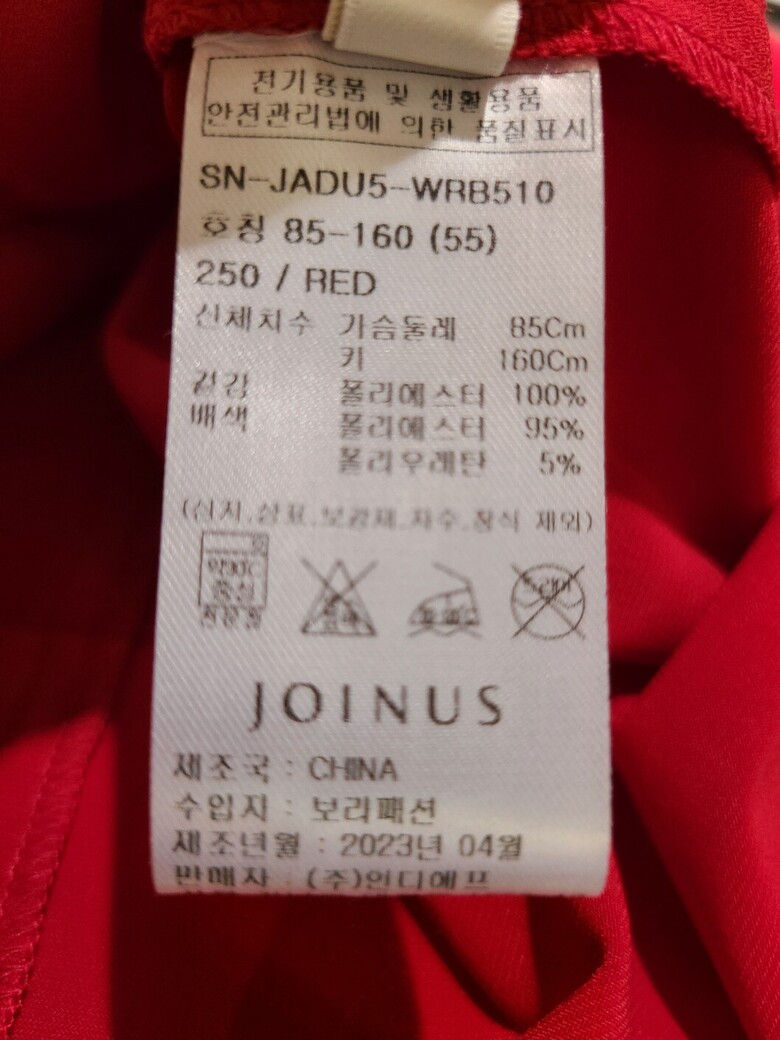 전기용품 및 생활용품
안전관리법에 의한 품질표시
SN-JADU5-WRB510
호칭 85-160 (55)
250 / RED
신체치수 가슴둘레 85Cm
키 160Cm
겉감 폴리에스터 100%
배색 폴리에스터 95%
폴리우레탄 5%
(심지.상표.보강재.자수.장식 제외)
약30℃
중성
JOINUS
제조국 : CHINA
수입자 : 보리패션
제조년월 : 2023년 04월
판매자 : (주)인디에프